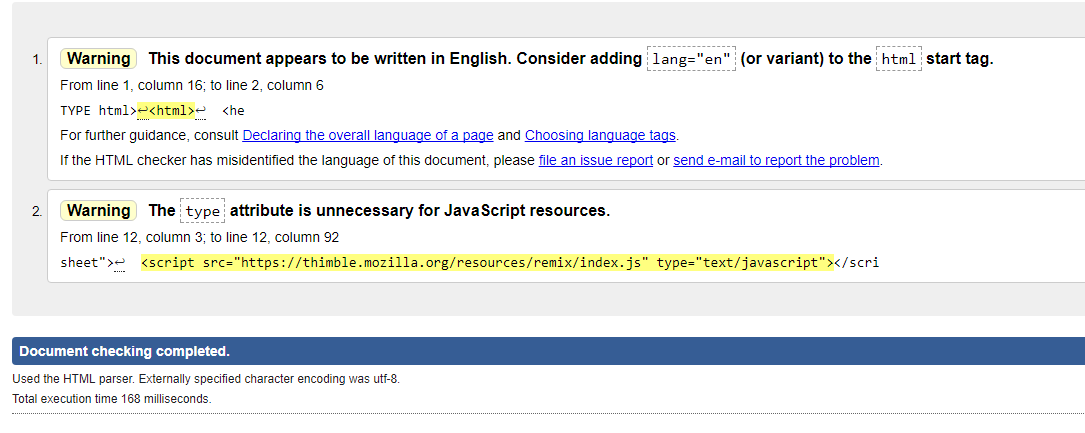 1. Warning This document appears to be written in English. Consider adding lang="en" (or variant) to the html start tag.
From line 1, column 16; to line 2, column 6
TYPE html>↩<html>↩  <he
For further guidance, consult Declaring the overall language of a page and Choosing language tags.
If the HTML checker has misidentified the language of this document, please file an issue report or send e-mail to report the problem.
2. Warning The type attribute is unnecessary for JavaScript resources.
From line 12, column 3; to line 12, column 92
sheet">↩  <script src="https://thimble.mozilla.org/resources/remix/index.js" type="text/javascript"></scri
Document checking completed.
Used the HTML parser. Externally specified character encoding was utf-8.
Total execution time 168 milliseconds.